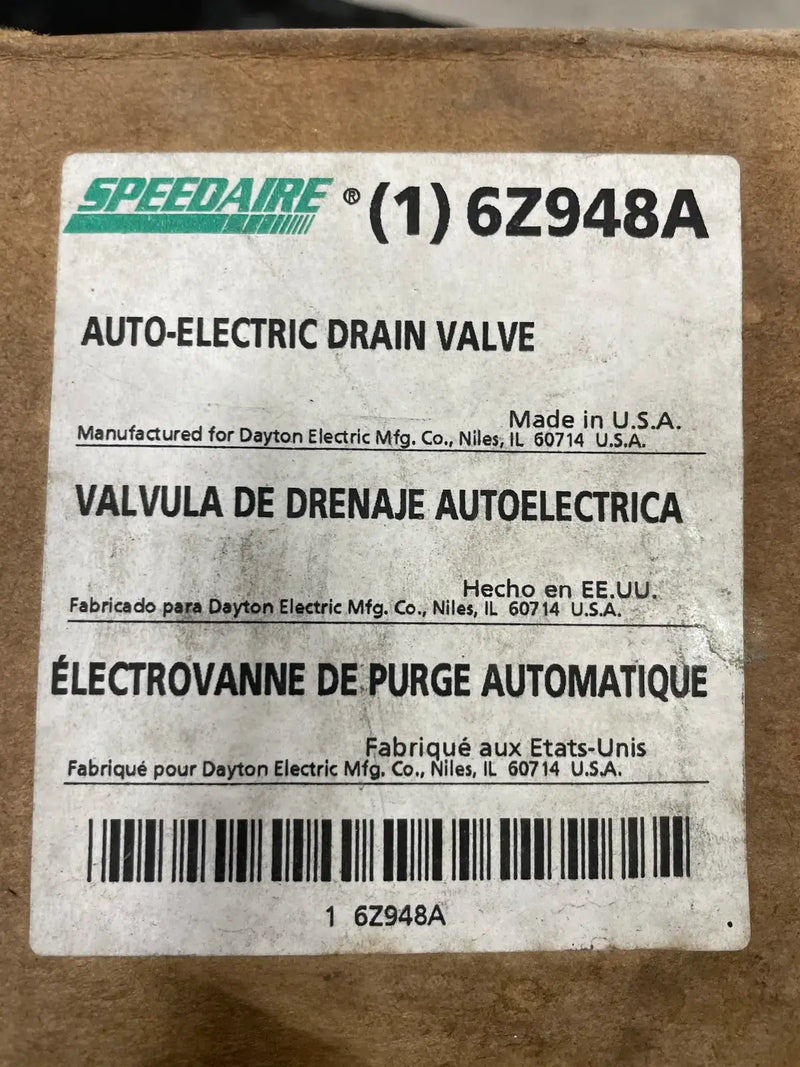 SPEEDAIRE ® (1) 6Z948A
AUTO-ELECTRIC DRAIN VALVE
Made in U.S.A.
Manufactured for Dayton Electric Mfg. Co., Niles, IL 60714 U.S.A.
VALVULA DE DRENAJE AUTOELECTRICA
Hecho en EE.UU.
Fabricado para Dayton Electric Mfg. Co., Niles, IL 60714 U.S.A.
ÉLECTROVANNE DE PURGE AUTOMATIQUE
Fabriqué aux Etats-Unis
Fabriqué pour Dayton Electric Mfg. Co., Niles, IL 60714 U.S.A.
1 6Z948A